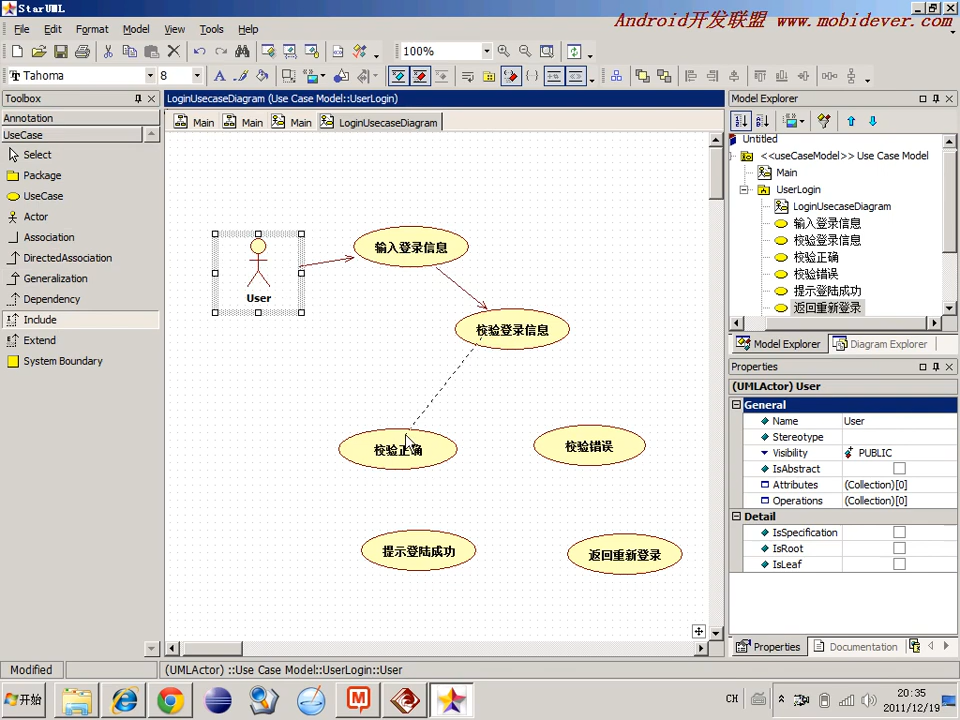 StarUML
Android开发联盟 www.mobidever.com
File Edit Format Model View Tools Help
100%
Tahoma 8
Toolbox
LoginUsecaseDiagram (Use Case Model::UserLogin)
Model Explorer
Annotation
UseCase
Select
Package
UseCase
Actor
Association
DirectedAssociation
Generalization
Dependency
Include
Extend
System Boundary
Main Main Main LoginUsecaseDiagram
User
输入登录信息
校验登录信息
校验正确
校验错误
提示登陆成功
返回重新登录
Untitled
<<useCaseModel>> Use Case Model
Main
UserLogin
LoginUsecaseDiagram
输入登录信息
校验登录信息
校验正确
校验错误
提示登陆成功
返回重新登录
Model Explorer Diagram Explorer
Properties
(UMLActor) User
General
Name User
Stereotype
Visibility PUBLIC
IsAbstract
Attributes (Collection)[0]
Operations (Collection)[0]
Detail
IsSpecification
IsRoot
IsLeaf
Properties Documentation
Modified
(UMLActor) ::Use Case Model::UserLogin::User
开始
CH
20:35
2011/12/19